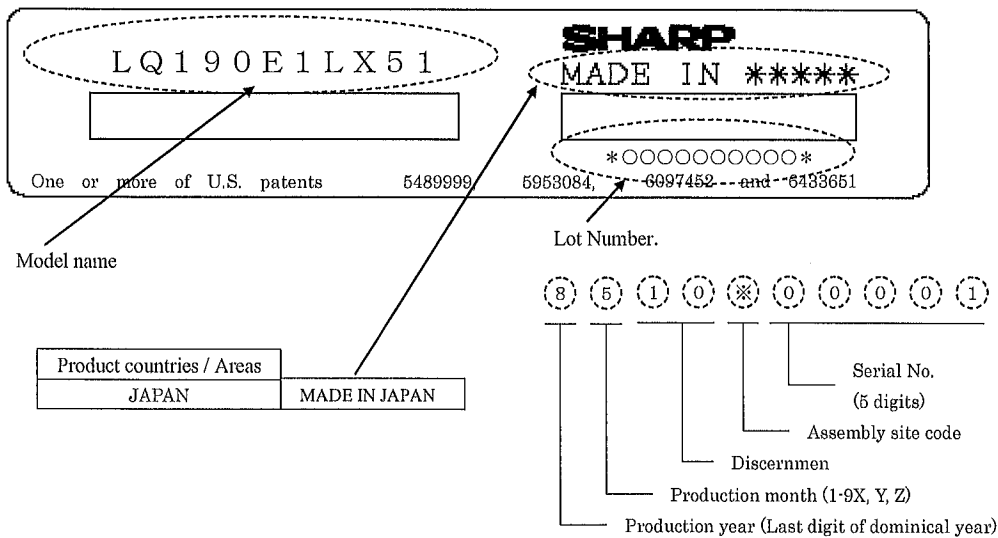 SHARP
LQ190E1LX51
MADE IN *****
*○○○○○○○○○○*
One or more of U.S. patents 5489999, 5953084, 6097452 and 6433651
Lot Number.
Model name
8 5 1 0 ※ 0 0 0 0 1
Product countries / Areas
JAPAN MADE IN JAPAN
Serial No.
(5 digits)
Assembly site code
Discernmen
Production month (1-9X, Y, Z)
Production year (Last digit of dominical year)